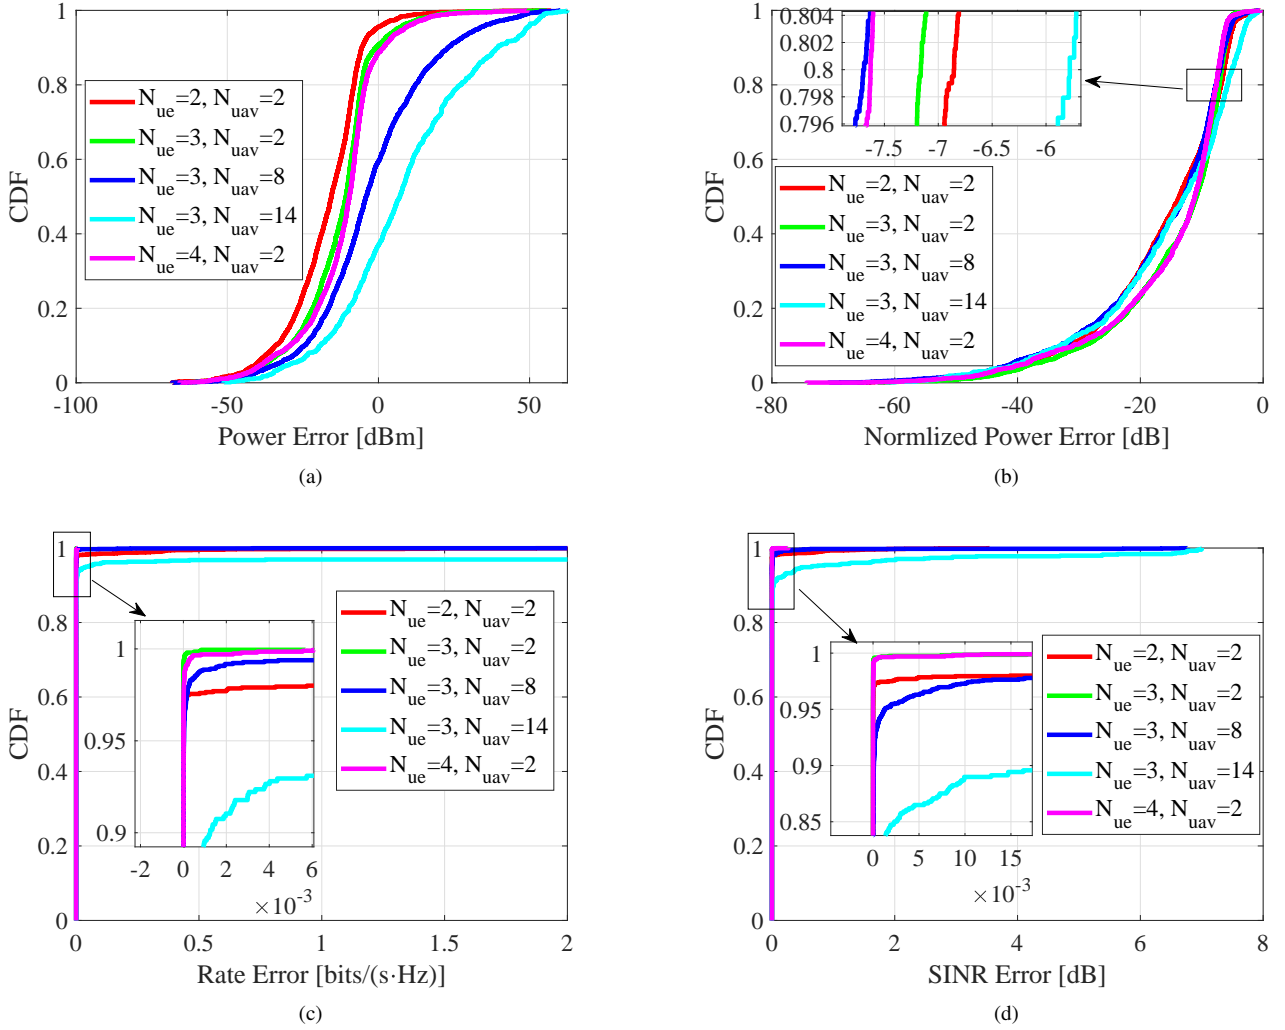 1
0.8
0.6
0.4
0.2
0
CDF
N_ue=2, N_uav=2
N_ue=3, N_uav=2
N_ue=3, N_uav=8
N_ue=3, N_uav=14
N_ue=4, N_uav=2
-100 -50 0 50
Power Error [dBm]
(a)
1
0.8
0.6
0.4
0.2
0
CDF
0.804
0.802
0.8
0.798
0.796
-7.5 -7 -6.5 -6
N_ue=2, N_uav=2
N_ue=3, N_uav=2
N_ue=3, N_uav=8
N_ue=3, N_uav=14
N_ue=4, N_uav=2
-80 -60 -40 -20 0
Normlized Power Error [dB]
(b)
1
0.8
0.6
0.4
0.2
0
CDF
N_ue=2, N_uav=2
N_ue=3, N_uav=2
N_ue=3, N_uav=8
N_ue=3, N_uav=14
N_ue=4, N_uav=2
1
0.95
0.9
-2 0 2 4 6
×10^-3
0 0.5 1 1.5 2
Rate Error [bits/(s·Hz)]
(c)
1
0.8
0.6
0.4
0.2
0
CDF
N_ue=2, N_uav=2
N_ue=3, N_uav=2
N_ue=3, N_uav=8
N_ue=3, N_uav=14
N_ue=4, N_uav=2
1
0.95
0.9
0.85
0 5 10 15
×10^-3
0 2 4 6 8
SINR Error [dB]
(d)